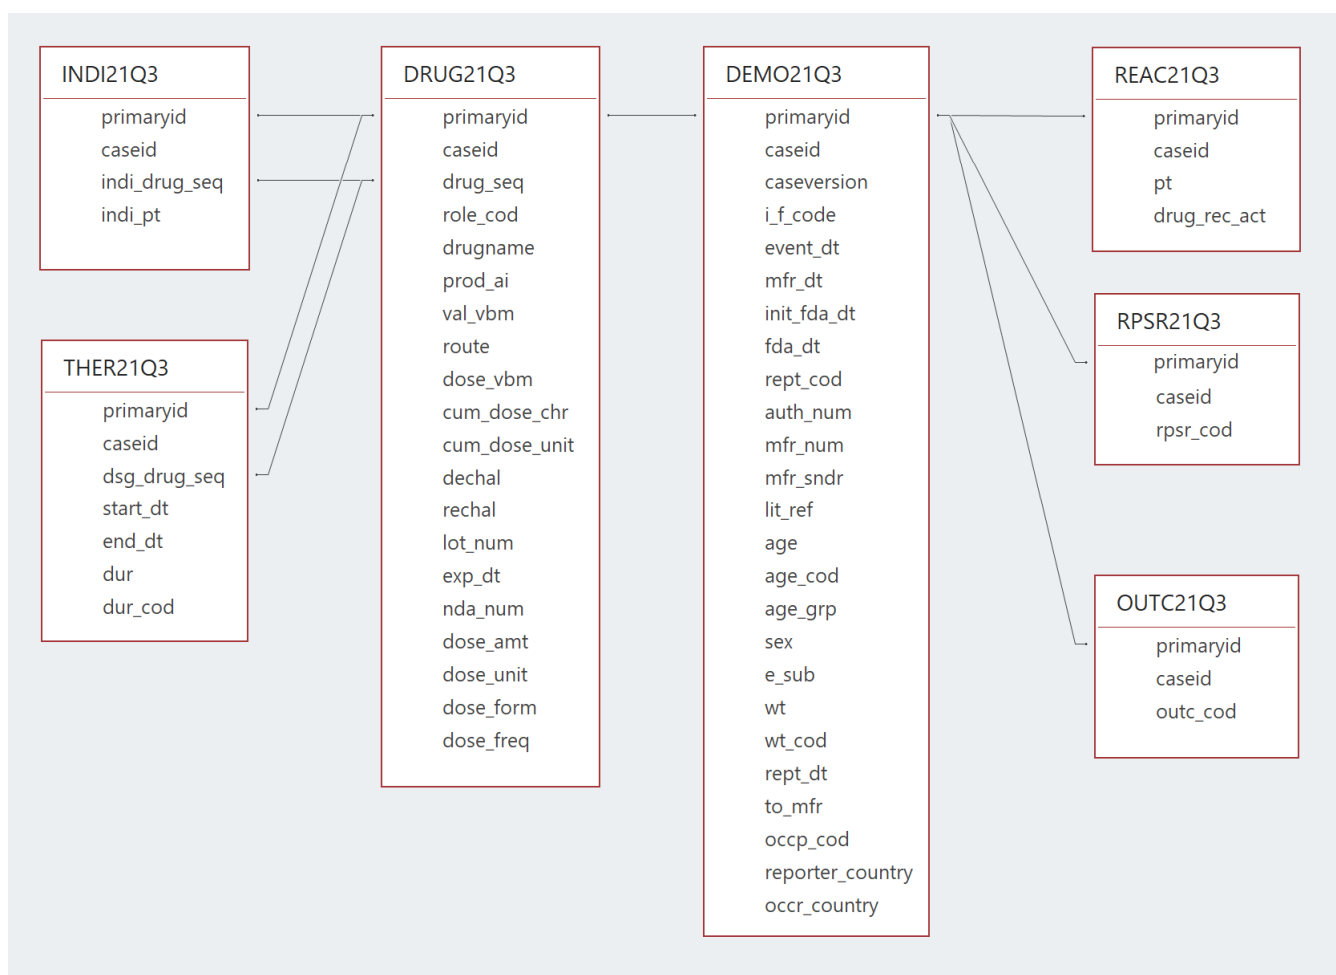 INDI21Q3
primaryid
caseid
indi_drug_seq
indi_pt
THER21Q3
primaryid
caseid
dsg_drug_seq
start_dt
end_dt
dur
dur_cod
DRUG21Q3
primaryid
caseid
drug_seq
role_cod
drugname
prod_ai
val_vbm
route
dose_vbm
cum_dose_chr
cum_dose_unit
dechal
rechal
lot_num
exp_dt
nda_num
dose_amt
dose_unit
dose_form
dose_freq
DEMO21Q3
primaryid
caseid
caseversion
i_f_code
event_dt
mfr_dt
init_fda_dt
fda_dt
rept_cod
auth_num
mfr_num
mfr_sndr
lit_ref
age
age_cod
age_grp
sex
e_sub
wt
wt_cod
rept_dt
to_mfr
occp_cod
reporter_country
occr_country
REAC21Q3
primaryid
caseid
pt
drug_rec_act
RPSR21Q3
primaryid
caseid
rpsr_cod
OUTC21Q3
primaryid
caseid
outc_cod